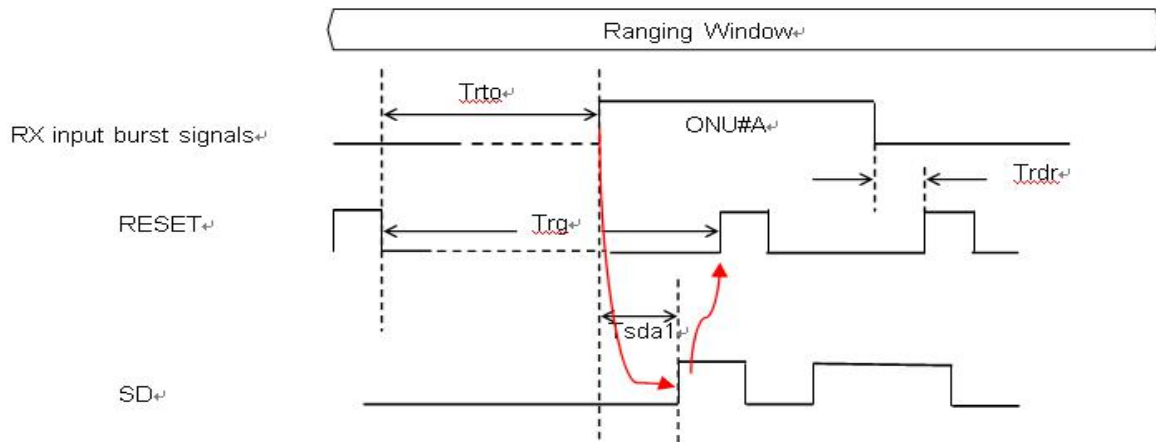 Ranging Window↵
Trto↵
RX input burst signals↵
ONU#A↵
Trdr↵
RESET↵
Trg↵
Tsda1↵
SD↵